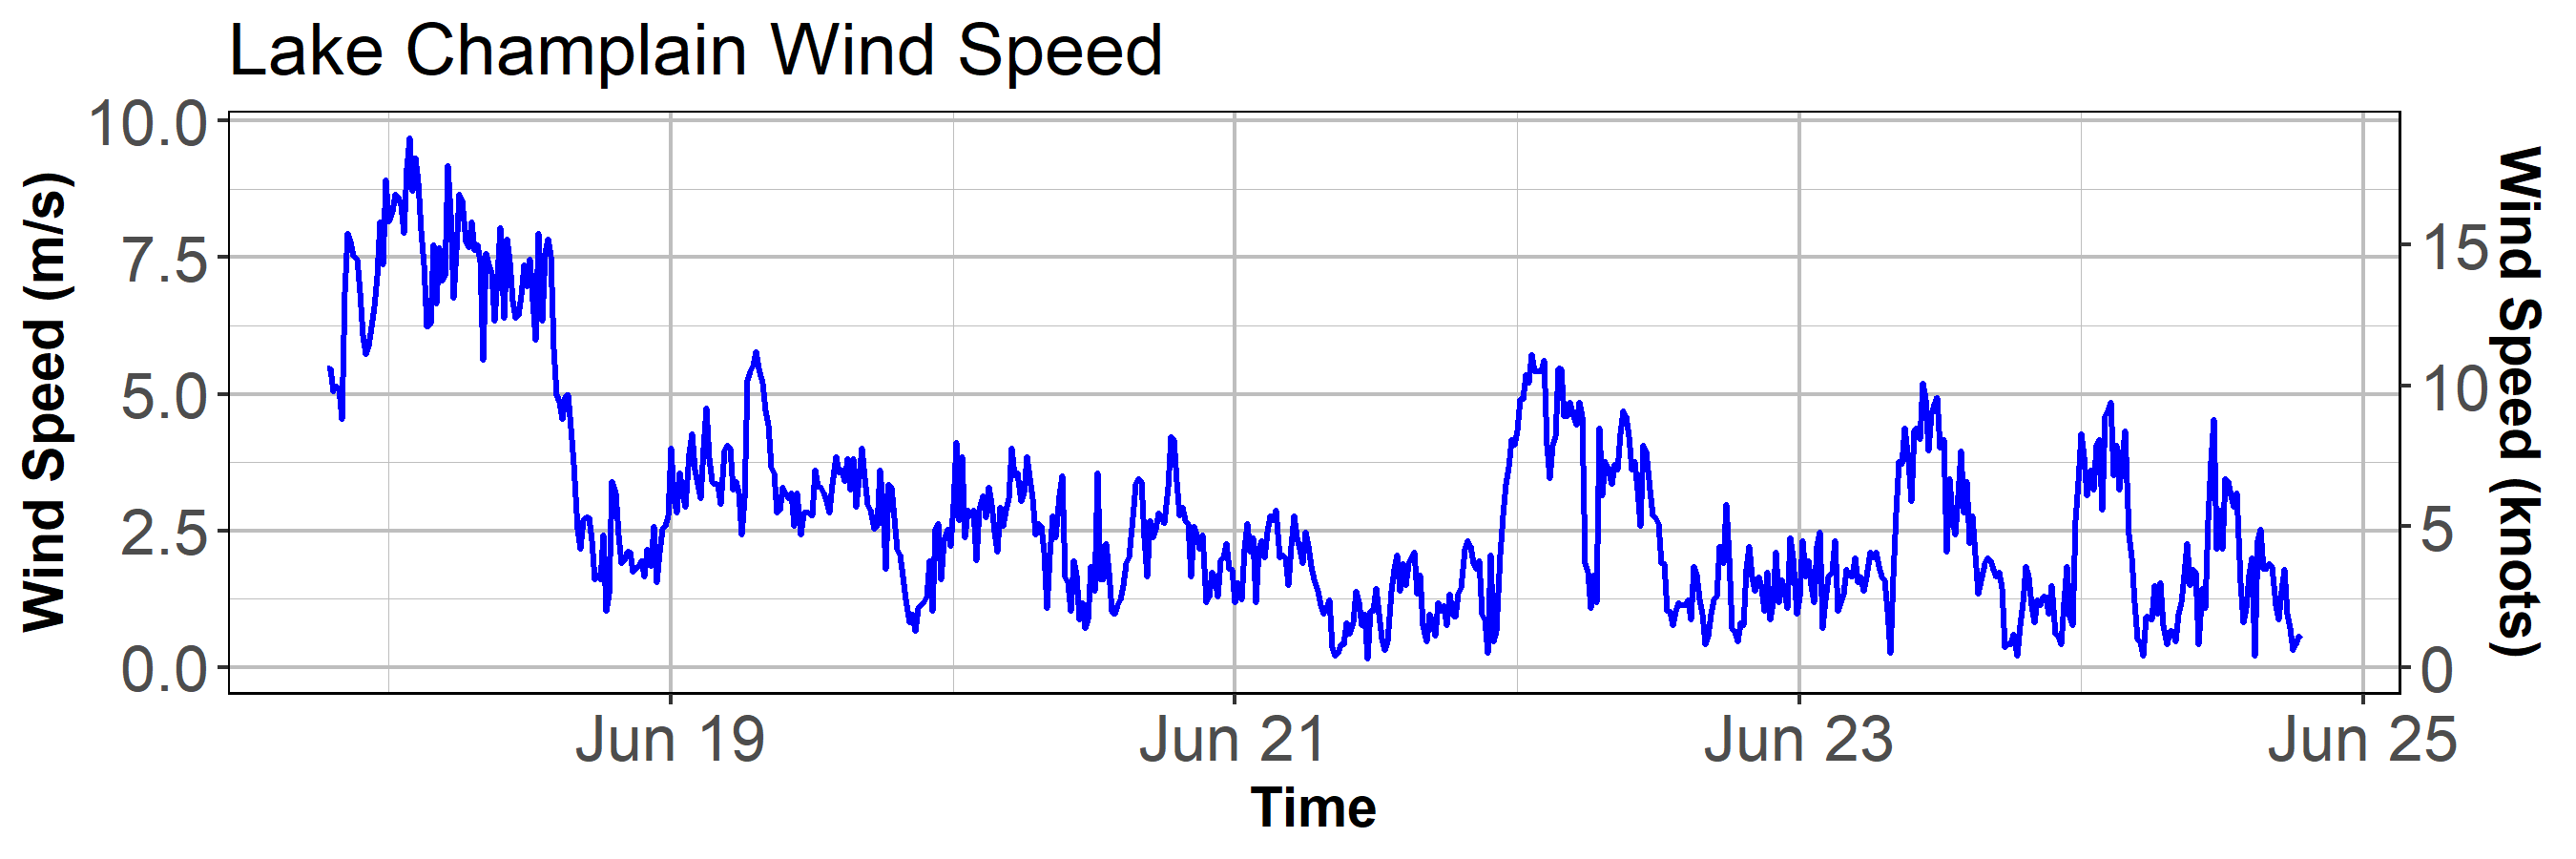 Lake Champlain Wind Speed
Wind Speed (m/s)
10.0
7.5
5.0
2.5
0.0
Wind Speed (knots)
15
10
5
0
Jun 19
Jun 21
Jun 23
Jun 25
Time